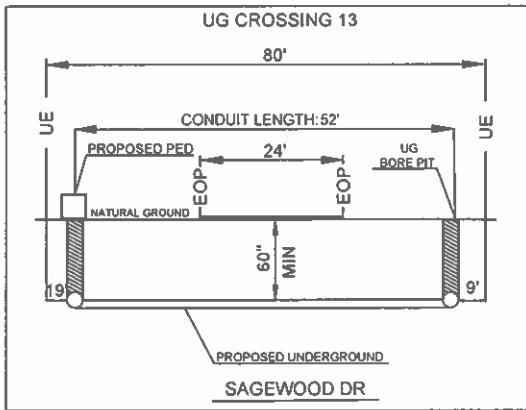 UG CROSSING 13
80'
UE
UE
CONDUIT LENGTH:52'
PROPOSED PED
24'
UG
BORE PIT
EOP
EOP
NATURAL GROUND
60"
MIN
19'
9'
PROPOSED UNDERGROUND
SAGEWOOD DR